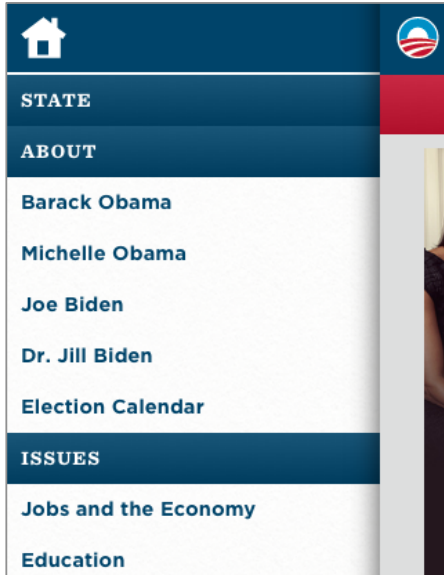 STATE
ABOUT
Barack Obama
Michelle Obama
Joe Biden
Dr. Jill Biden
Election Calendar
ISSUES
Jobs and the Economy
Education